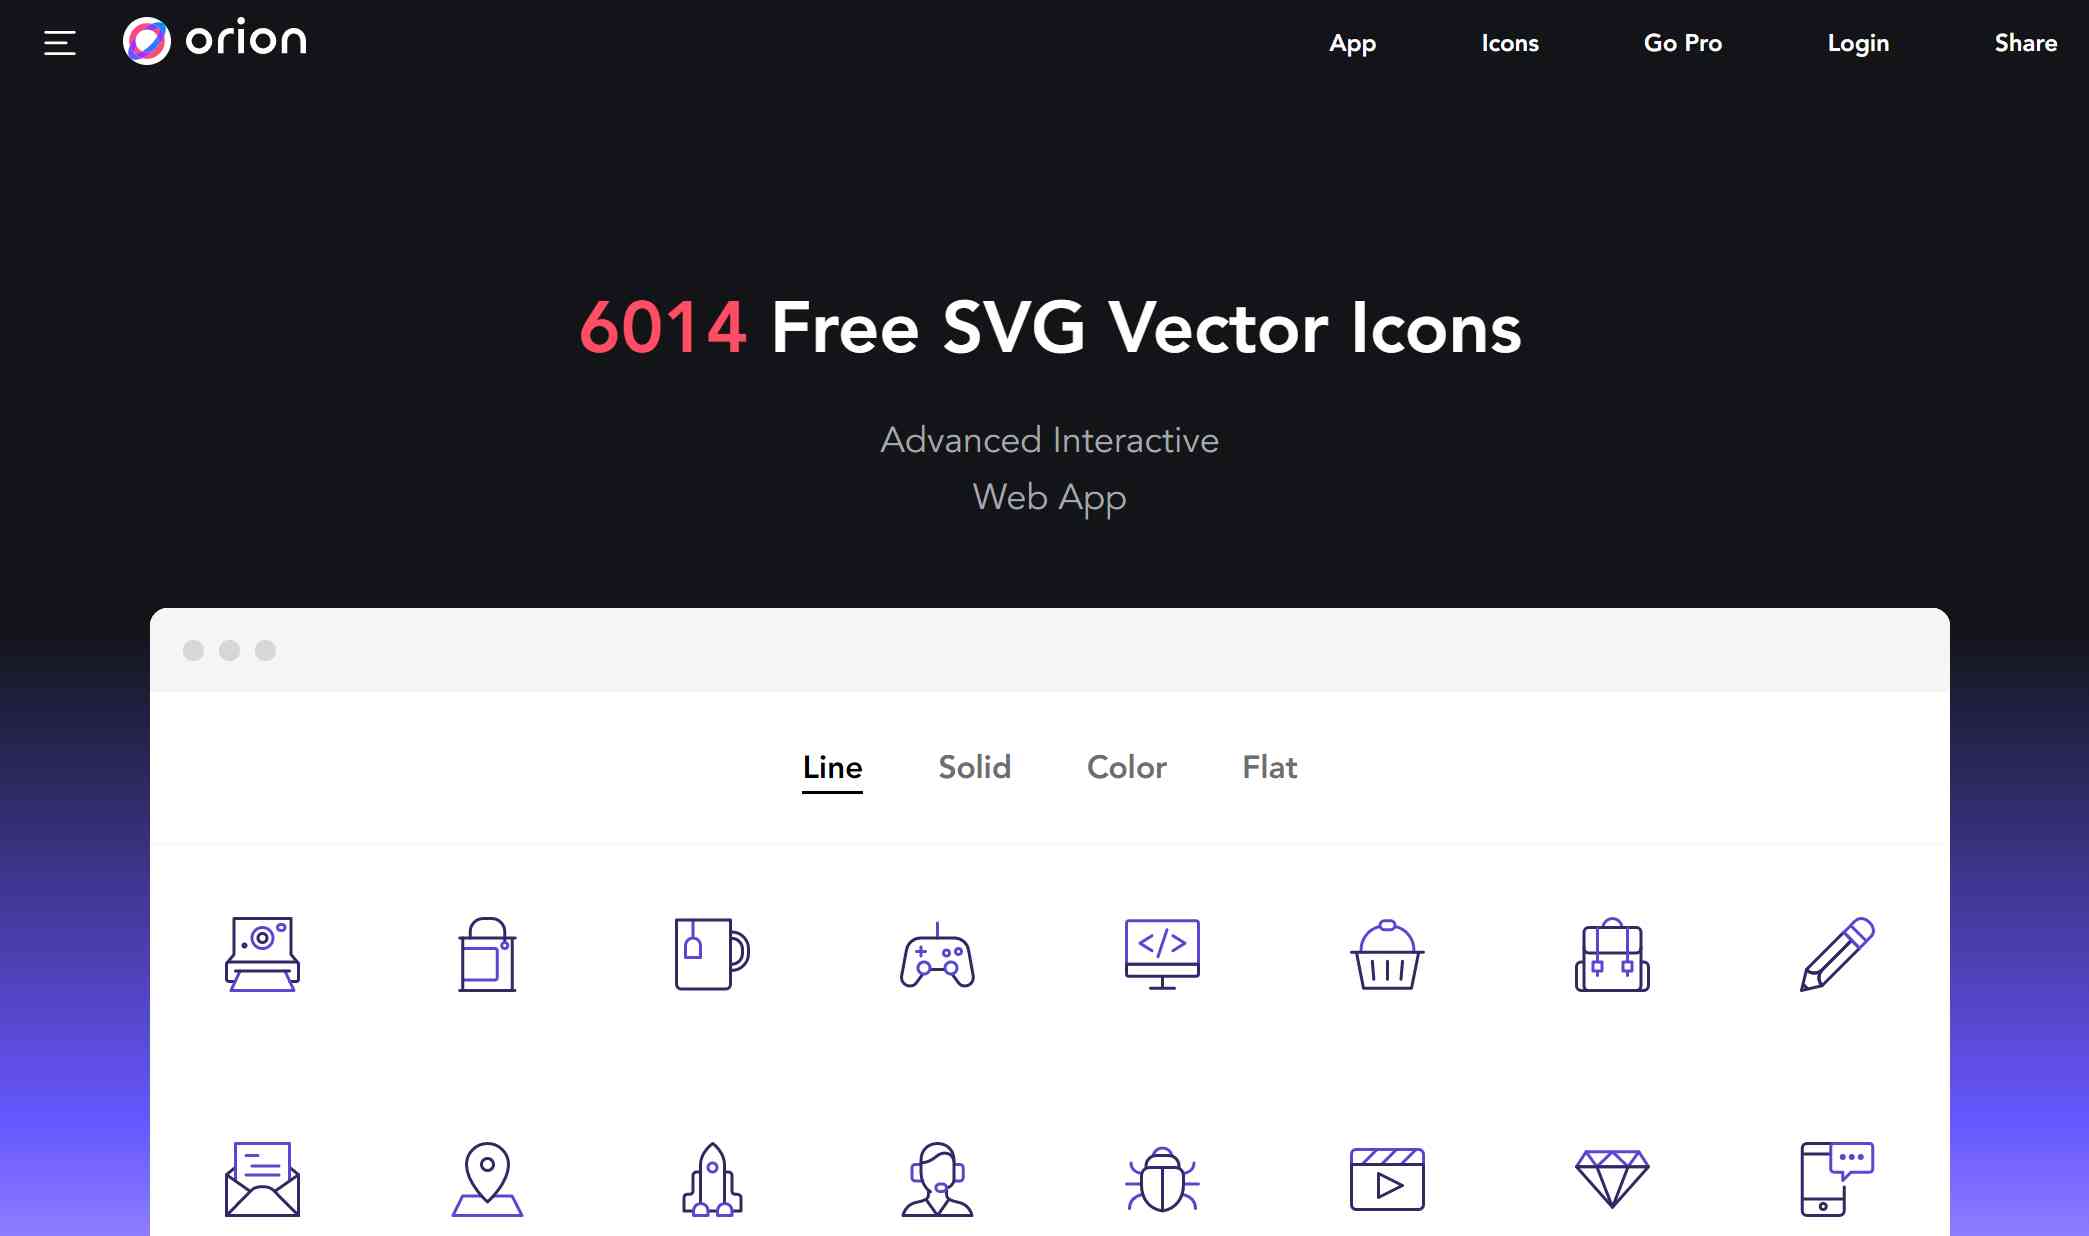 orion
App
Icons
Go Pro
Login
Share
6014 Free SVG Vector Icons
Advanced Interactive
Web App
Line
Solid
Color
Flat